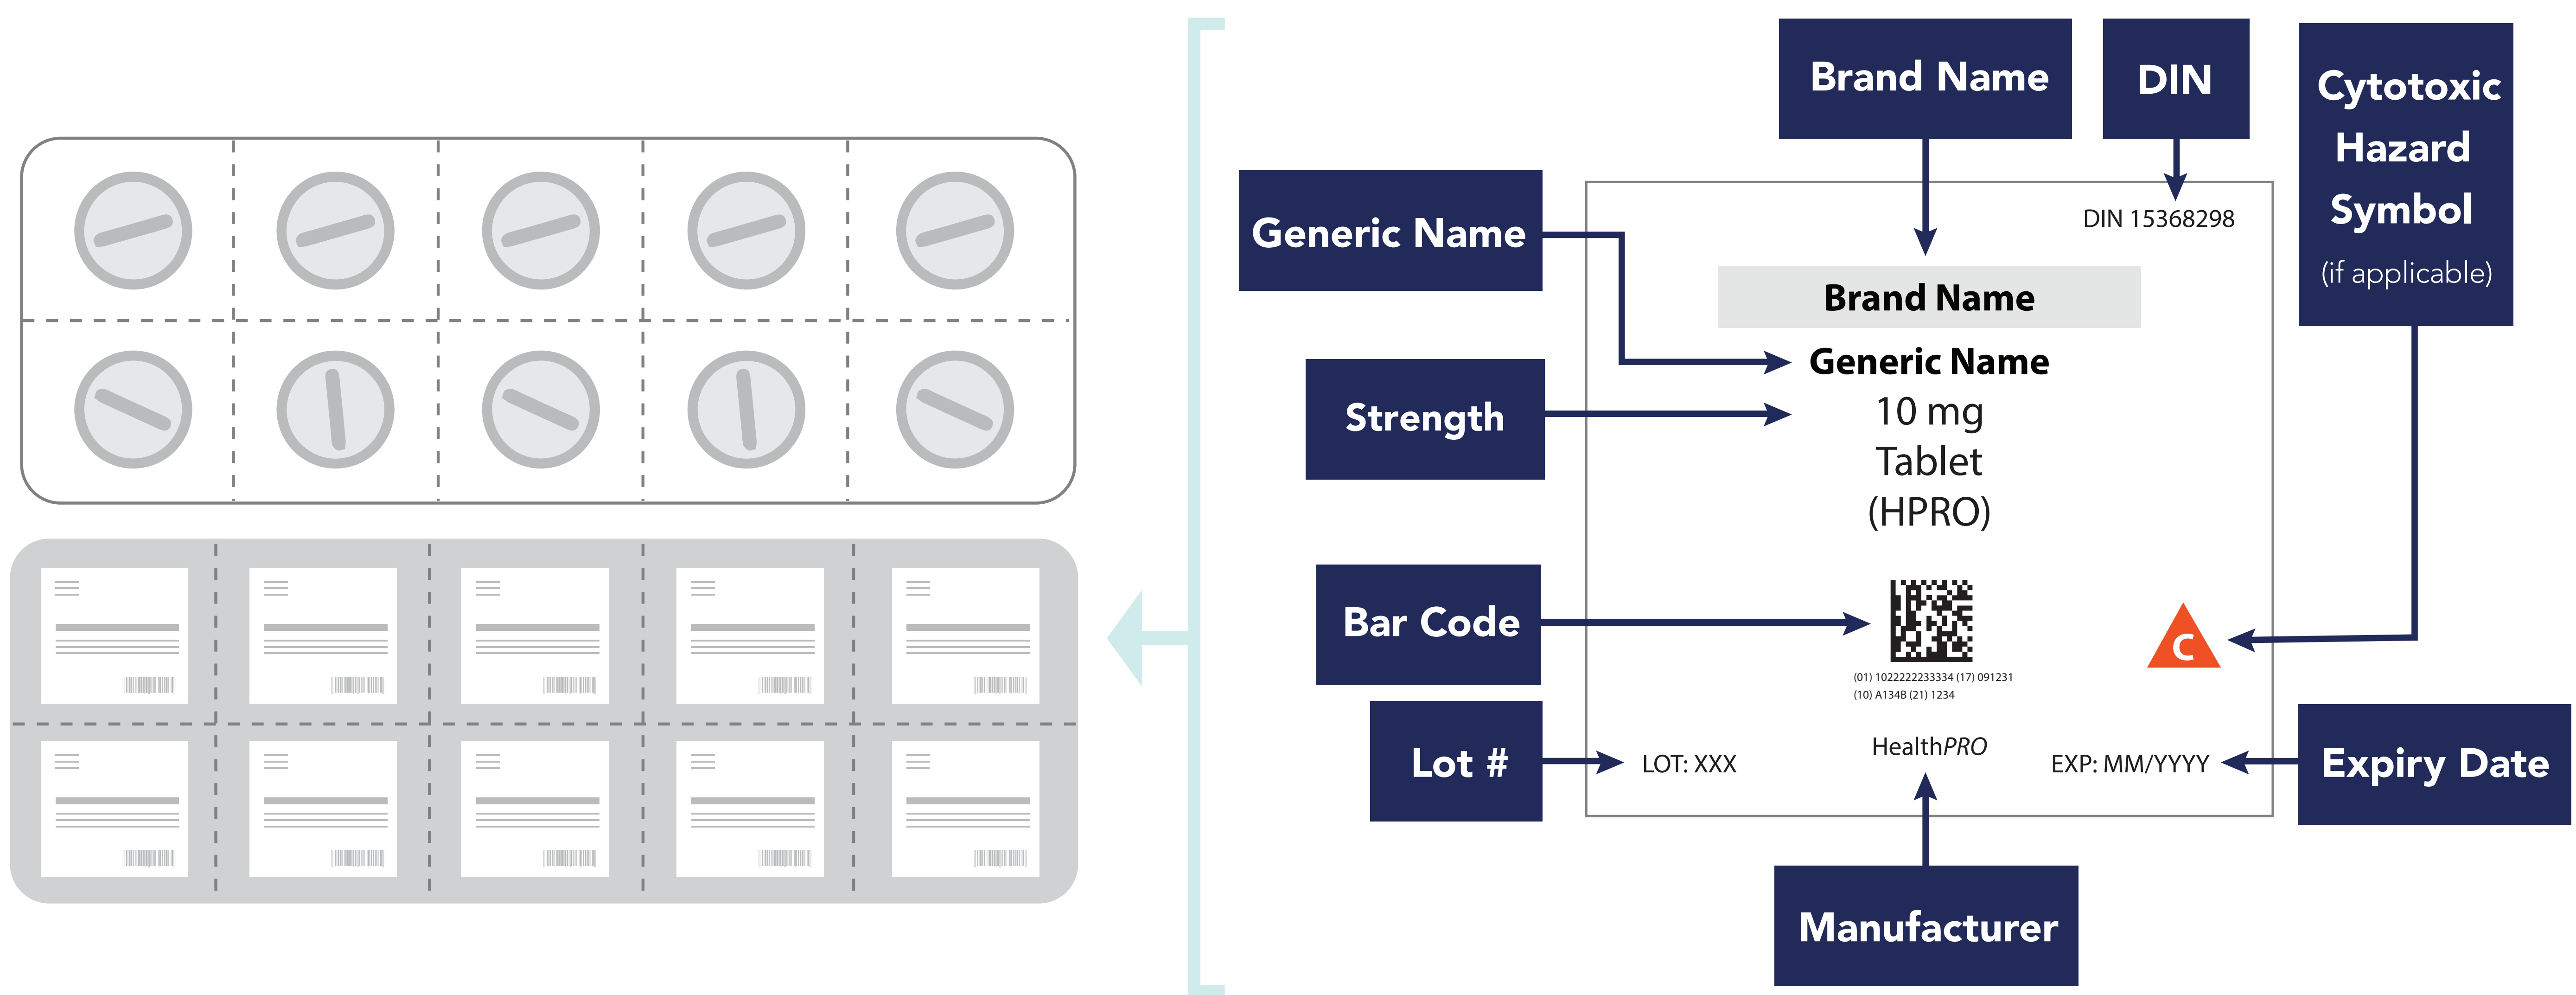 Brand Name
DIN
Cytotoxic
Hazard
Symbol
(if applicable)
Generic Name
DIN 15368298
Brand Name
Generic Name
Strength
10 mg
Tablet
(HPRO)
Bar Code
C
(01) 1022222233334 (17) 091231
(10) A134B (21) 1234
Lot #
LOT: XXX
HealthPRO
EXP: MM/YYYY
Expiry Date
Manufacturer